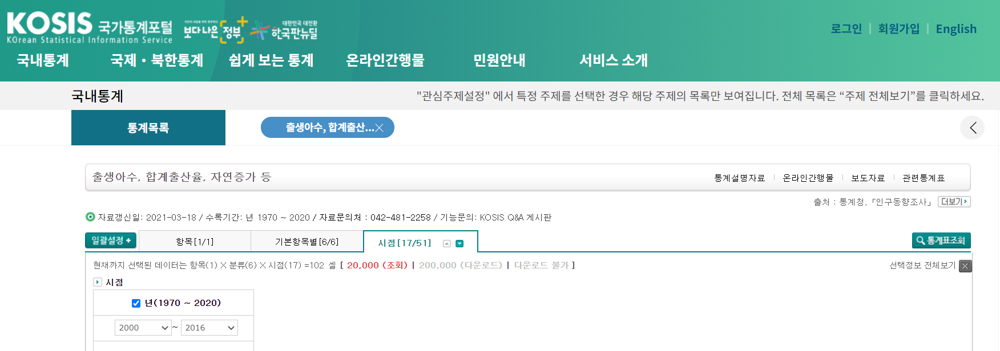 KOSIS 국가통계포털
KOrean Statistical Information Service
보다나은 정부
대한민국 대전환
한국판뉴딜
로그인 | 회원가입 | English
국내통계 국제・북한통계 쉽게 보는 통계 온라인간행물 민원안내 서비스 소개
국내통계
"관심주제설정" 에서 특정 주제를 선택한 경우 해당 주제의 목록만 보여집니다. 전체 목록은 “주제 전체보기”를 클릭하세요.
통계목록
출생아수, 합계출산...
출생아수, 합계출산율, 자연증가 등
통계설명자료 온라인간행물 보도자료 관련통계표
출처 : 통계청, 「인구동향조사」 더보기
자료갱신일: 2021-03-18 / 수록기간: 년 1970 ~ 2020 / 자료문의처 : 042-481-2258 / 기능문의: KOSIS Q&A 게시판
일괄설정 + 항목[1/1] 기본항목별[6/6] 시점[17/51] 통계표조회
현재까지 선택된 데이터는 항목(1) X 분류(6) X 시점(17) =102 셀 [ 20,000 (조회) | 200,000 (다운로드) | 다운로드 불가 ]
선택정보 전체보기
시점
년(1970 ~ 2020)
2000 ~ 2016